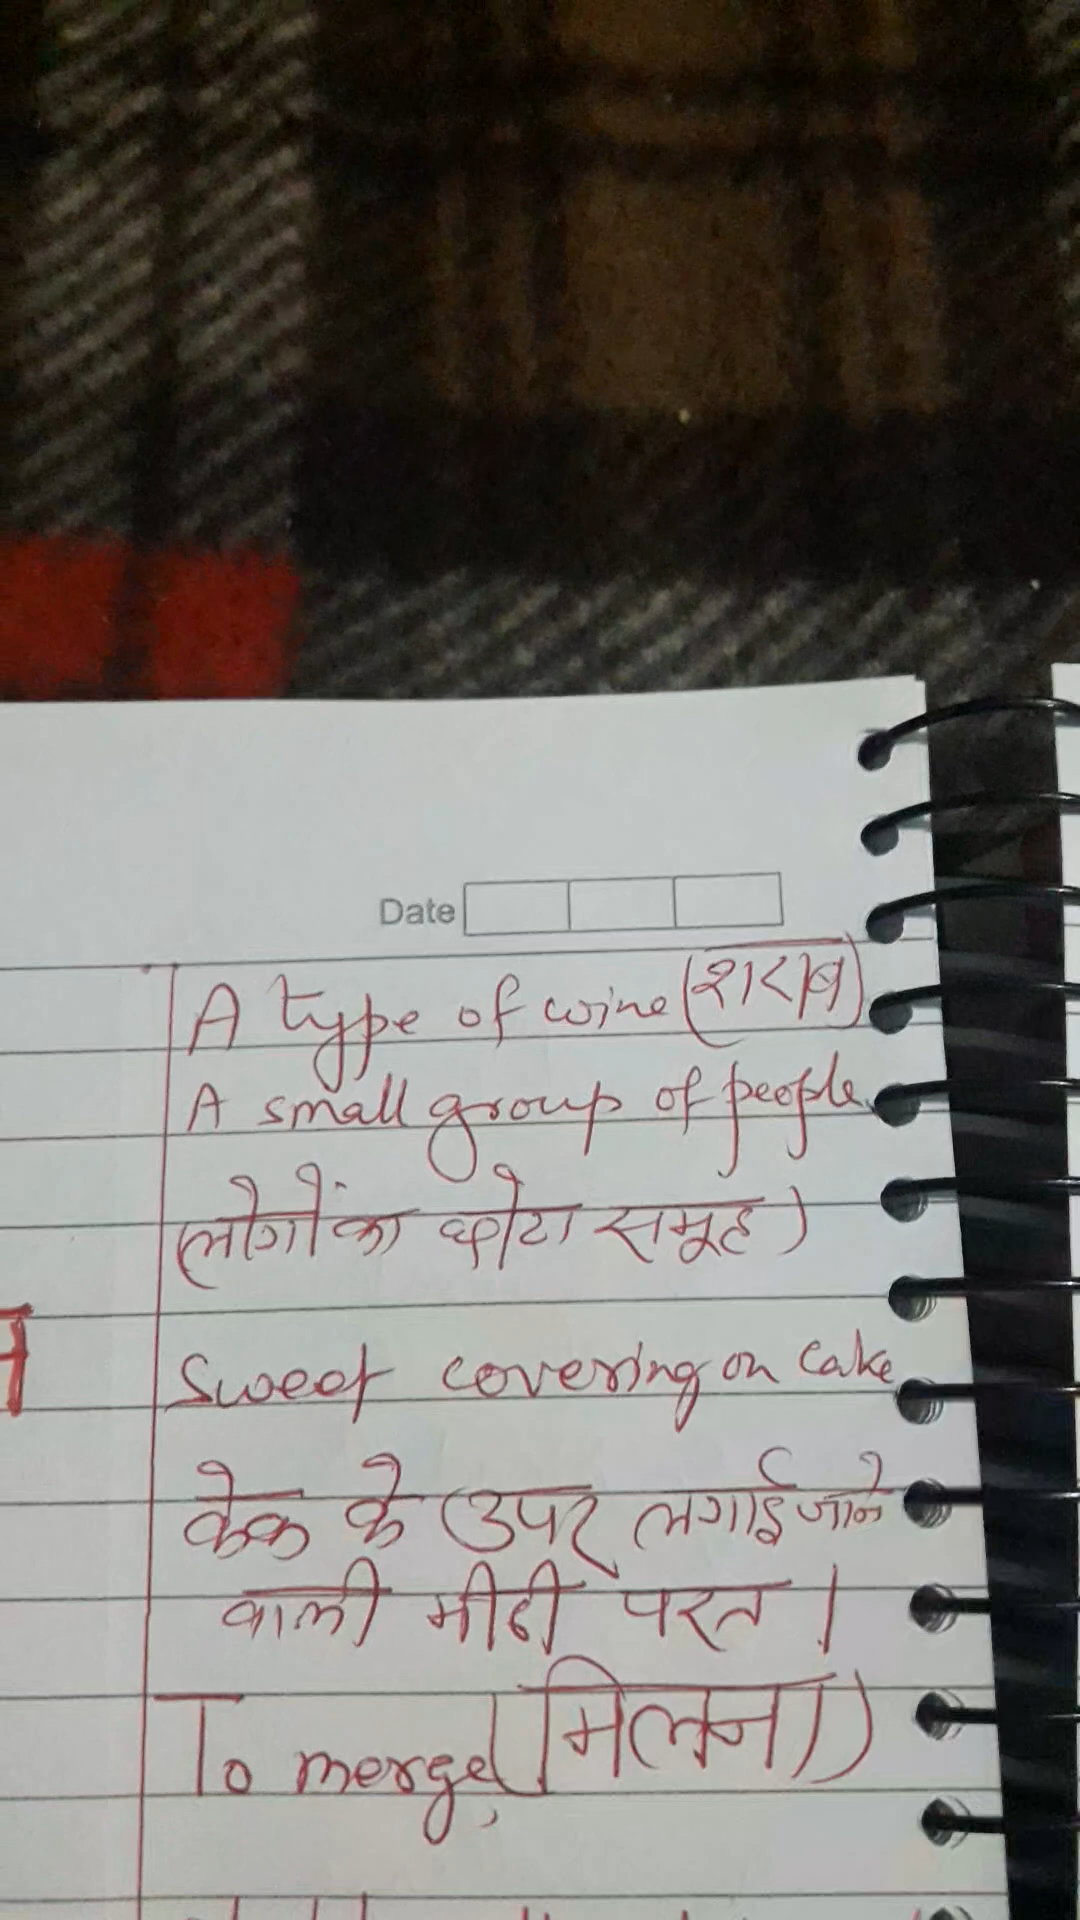 Date
A type of wine (शराब)
A small group of people
(लोगों का छोटा समूह)
Sweet covering on cake
केक के उपर लगाई जाने
वाली मीठी परत।
To merge, (मिलना)